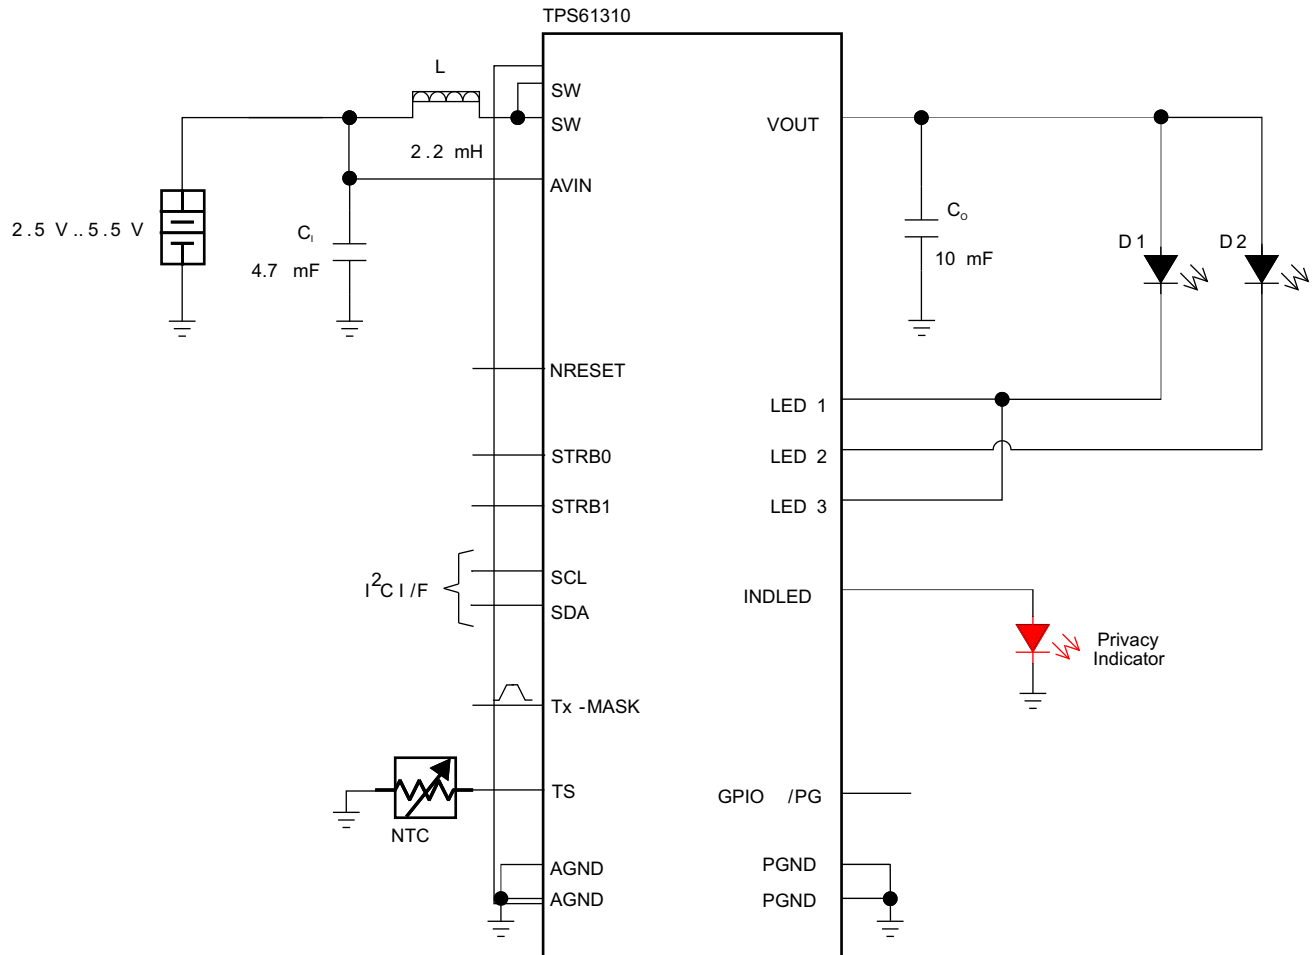 TPS61310
L
SW
SW
VOUT
2.2 mH
AVIN
2.5 V..5.5 V
CI
4.7 mF
CO
10 mF
D1
D2
NRESET
LED 1
STRB0
LED 2
STRB1
LED 3
I2C I/F
SCL
SDA
INDLED
Privacy
Indicator
Tx -MASK
TS
GPIO /PG
NTC
AGND
PGND
AGND
PGND